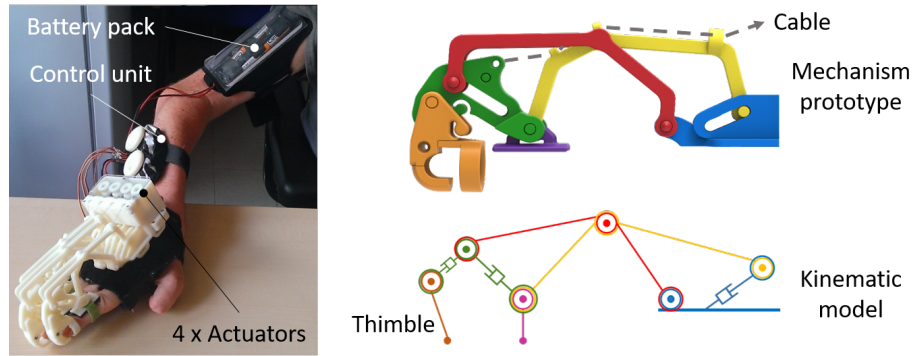 Battery pack
Control unit
4 x Actuators
Cable
Mechanism
prototype
Thimble
Kinematic
model